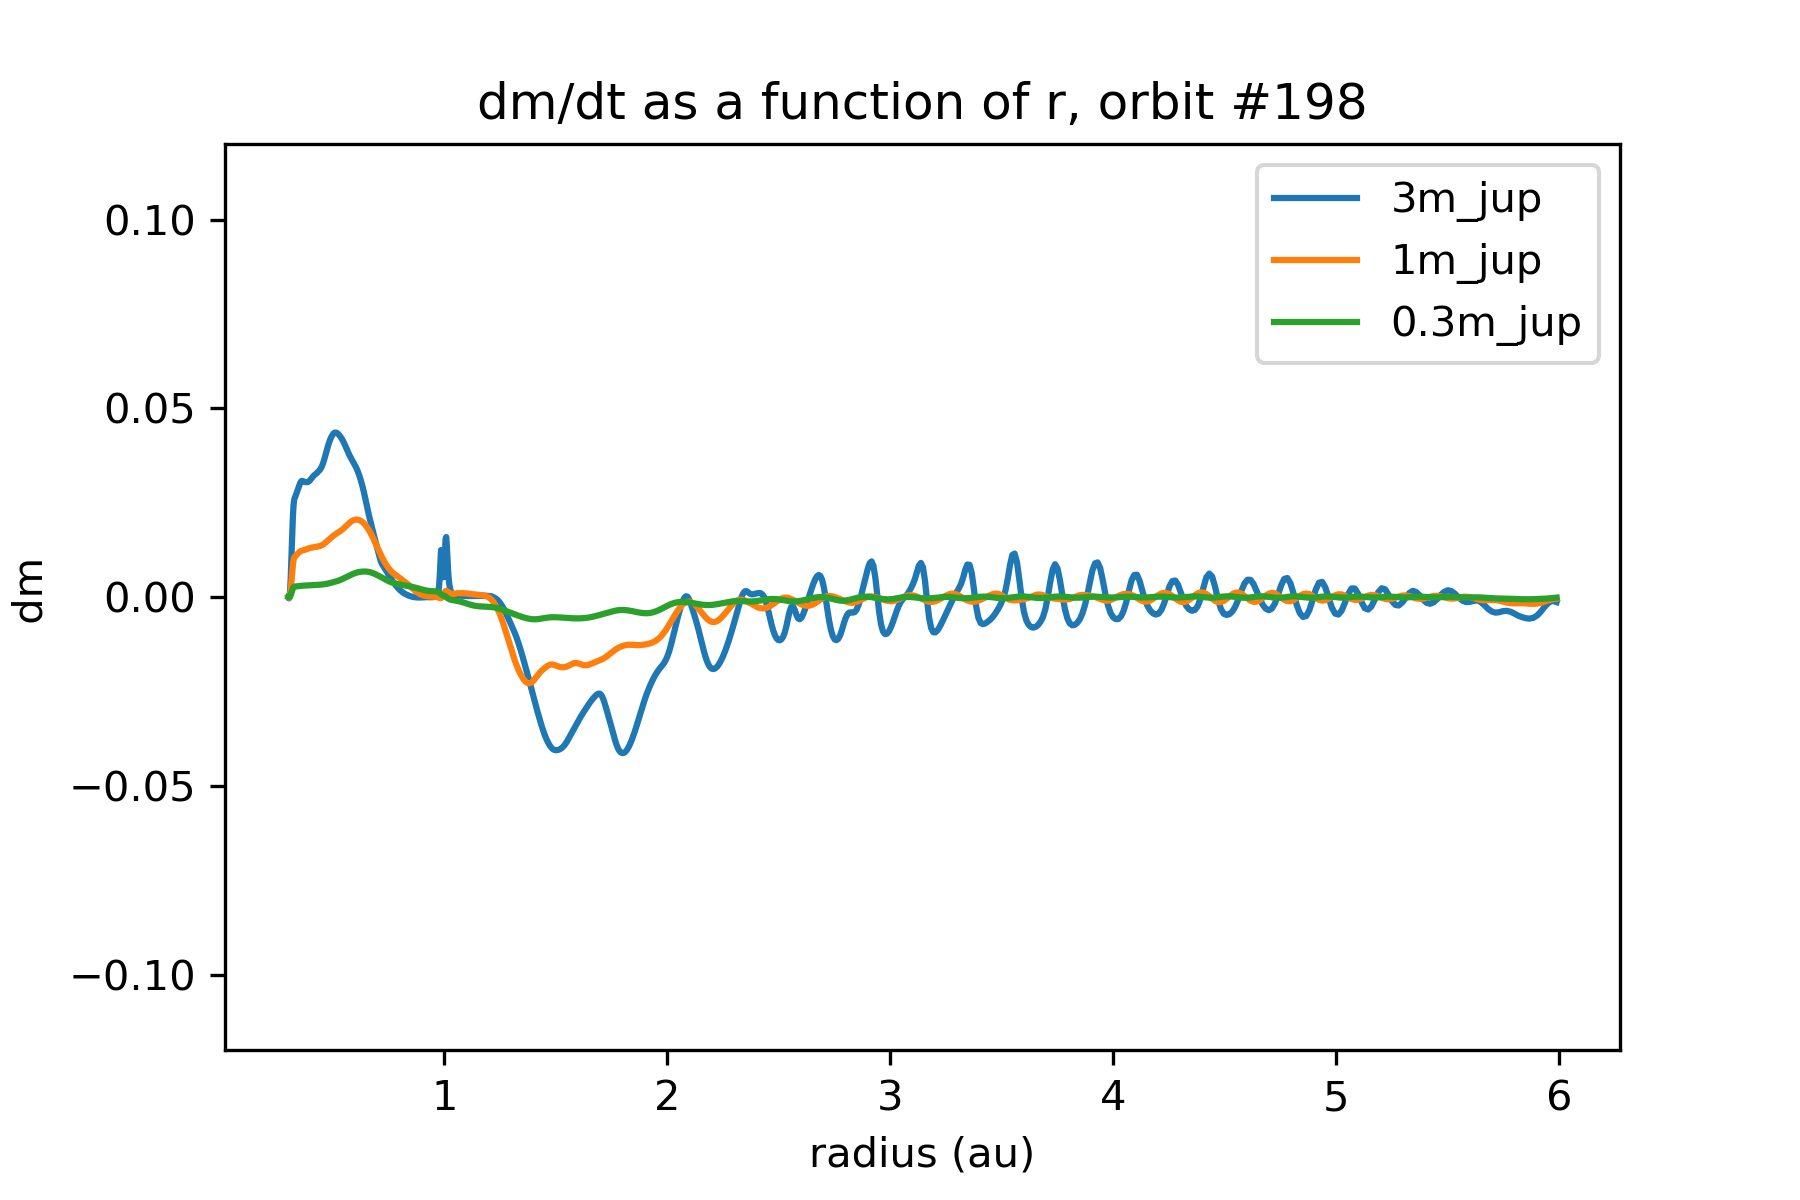 dm/dt as a function of r, orbit #198
3m_jup
1m_jup
0.3m_jup
0.10
0.05
0.00
−0.05
−0.10
dm
1 2 3 4 5 6
radius (au)